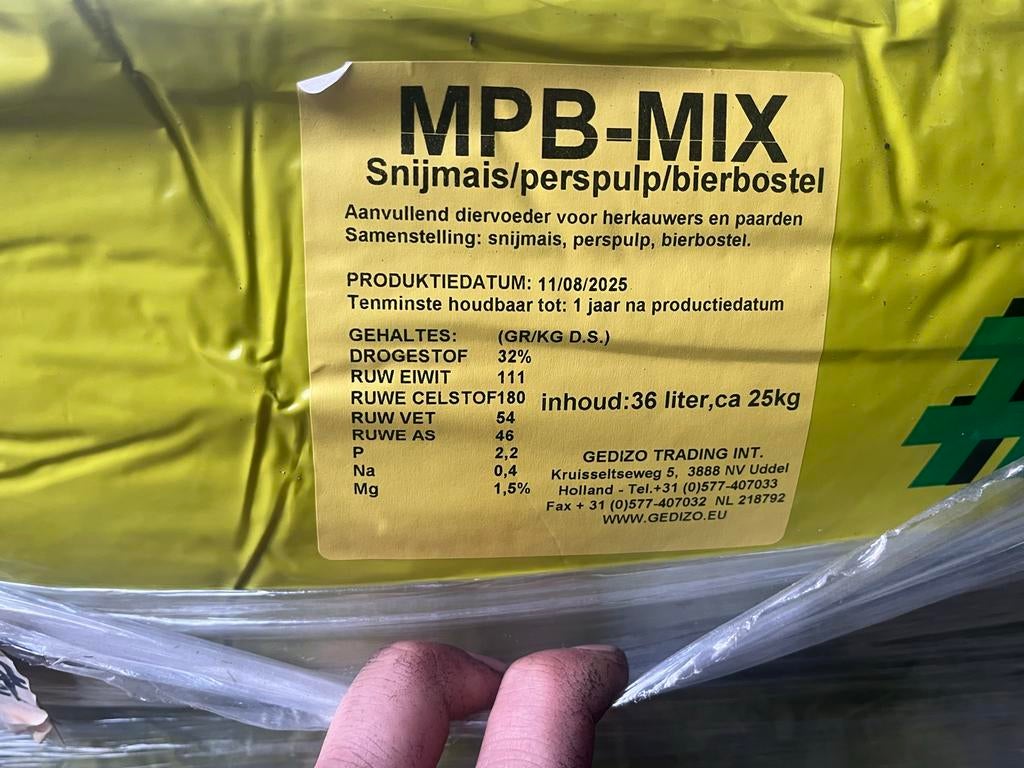 MPB-MIX
Snijmais/perspulp/bierbostel
Aanvullend diervoeder voor herkauwers en paarden
Samenstelling: snijmais, perspulp, bierbostel.
PRODUKTIEDATUM: 11/08/2025
Tenminste houdbaar tot: 1 jaar na productiedatum
GEHALTES: (GR/KG D.S.)
DROGESTOF 32%
RUW EIWIT 111
RUWE CELSTOF180
RUW VET 54
RUWE AS 46
P 2,2
Na 0,4
Mg 1,5%
inhoud:36 liter,ca 25kg
GEDIZO TRADING INT.
Kruisseltseweg 5, 3888 NV Uddel
Holland - Tel.+31 (0)577-407033
Fax + 31 (0)577-407032 NL 218792
WWW.GEDIZO.EU